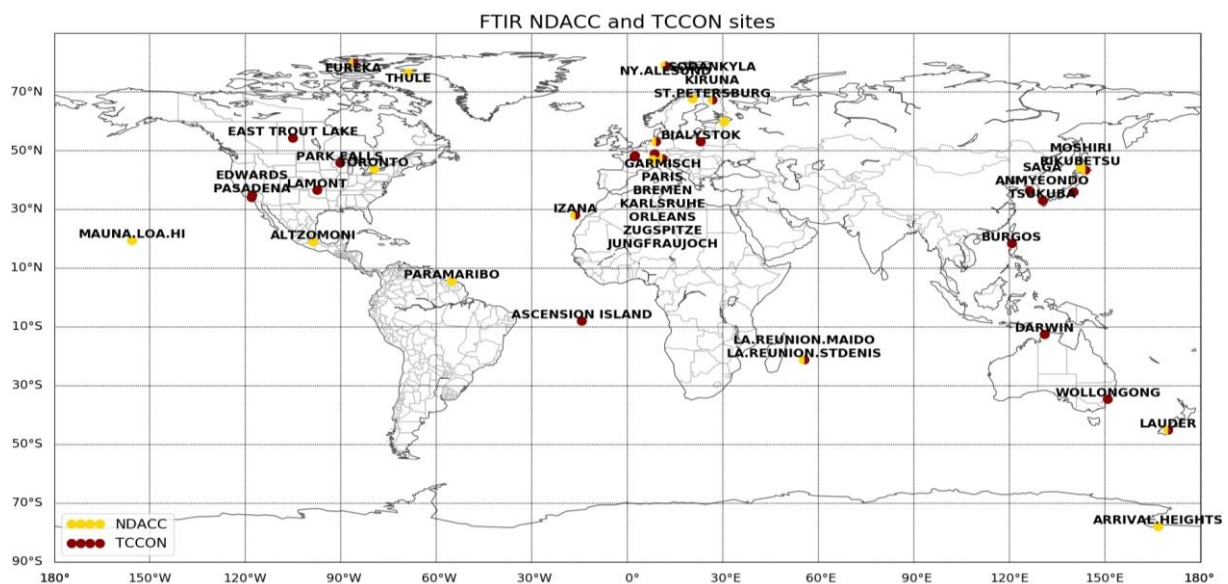 FTIR NDACC and TCCON sites
EUREKA
THULE
NY.ALESUND
SODANKYLA
KIRUNA
ST.PETERSBURG
70°N
EAST TROUT LAKE
BIALYSTOK
50°N
PARK FALLS
TORONTO
GARMISCH
PARIS
BREMEN
KARLSRUHE
ORLEANS
ZUGSPITZE
JUNGFRAUJOCH
MOSHIRI
RIKUBETSU
SAGA
ANMYEONDO
TSUKUBA
EDWARDS
PASADENA
LAMONT
30°N
IZANA
MAUNA.LOA.HI
ALTZOMONI
BURGOS
10°N
PARAMARIBO
ASCENSION ISLAND
10°S
DARWIN
LA.REUNION.MAIDO
LA.REUNION.STDENIS
30°S
WOLLONGONG
LAUDER
50°S
70°S
ARRIVAL.HEIGHTS
NDACC
TCCON
90°S
180° 150°W 120°W 90°W 60°W 30°W 0° 30°E 60°E 90°E 120°E 150°E 180°